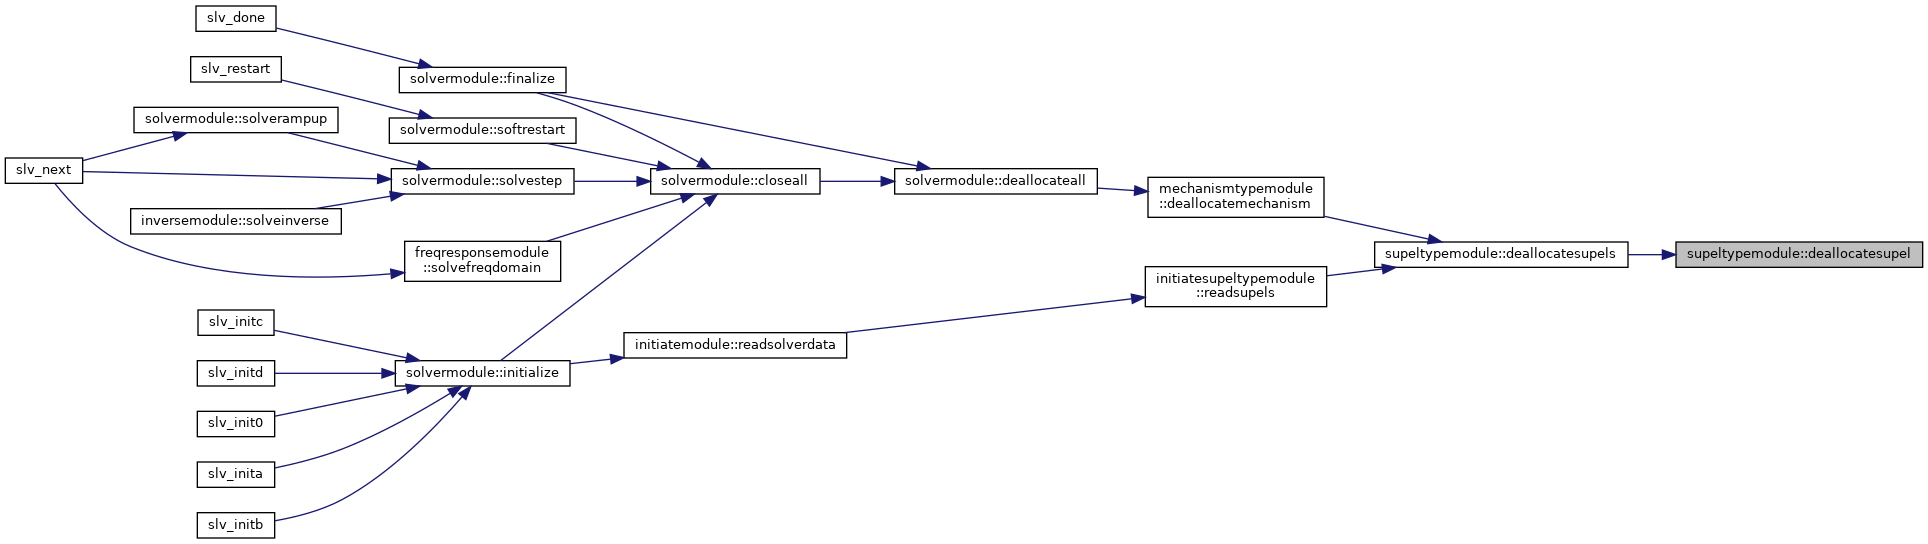 slv_done
slv_restart
solvermodule::finalize
solvermodule::solverampup
solvermodule::softrestart
slv_next
solvermodule::solvestep
solvermodule::closeall
solvermodule::deallocateall
mechanismtypemodule
::deallocatemechanism
inversemodule::solveinverse
freqresponsemodule
::solvefreqdomain
supeltypemodule::deallocatesupels
supeltypemodule::deallocatesupel
initiatesupeltypemodule
::readsupels
slv_initc
initiatemodule::readsolverdata
slv_initd
solvermodule::initialize
slv_init0
slv_inita
slv_initb